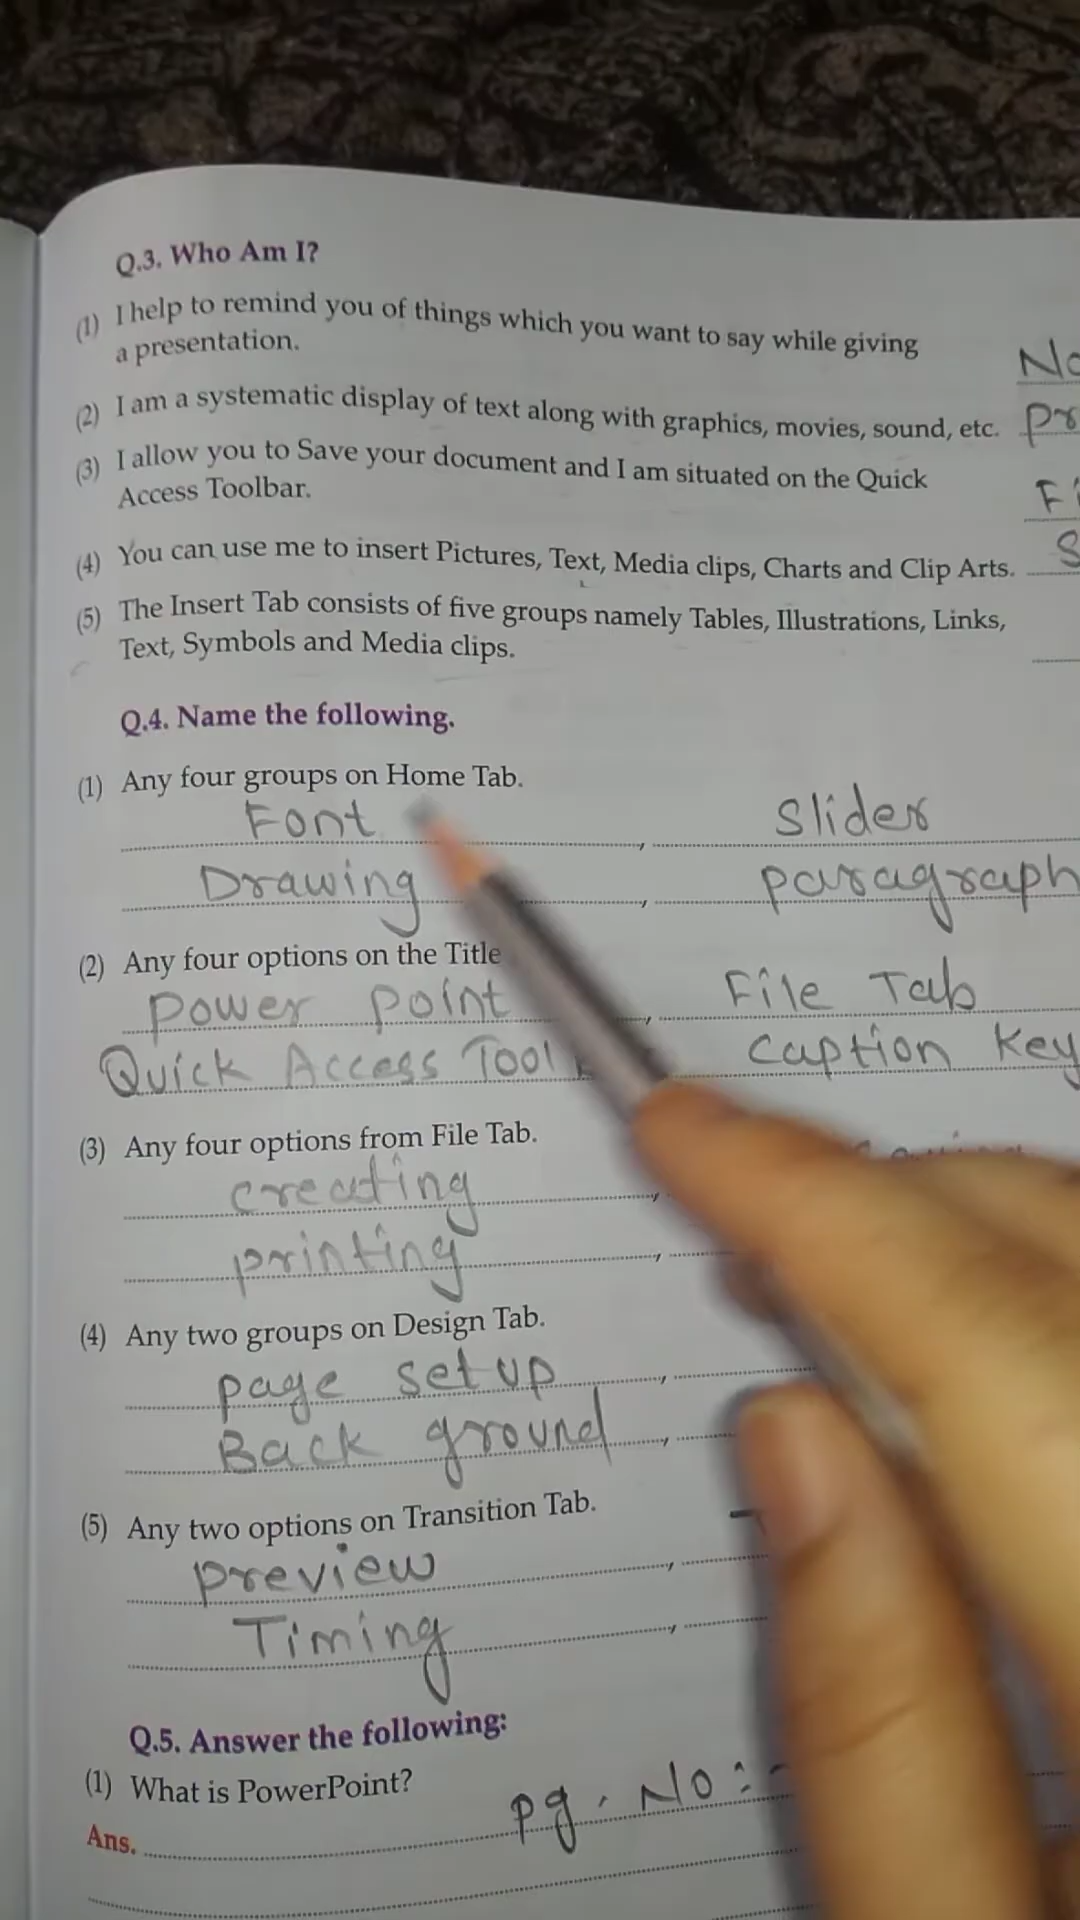 Q.3. Who Am I?
(1) I help to remind you of things which you want to say while giving
a presentation.
No
(2) I am a systematic display of text along with graphics, movies, sound, etc. pr
(3) I allow you to Save your document and I am situated on the Quick
Access Toolbar.
Fi
(4) You can use me to insert Pictures, Text, Media clips, Charts and Clip Arts. S
(5) The Insert Tab consists of five groups namely Tables, Illustrations, Links,
Text, Symbols and Media clips.
Q.4. Name the following.
(1) Any four groups on Home Tab.
Font, Slider
Drawing, paragraph
(2) Any four options on the Title
Power point, File Tab
Quick Access Tool, Caption Key
(3) Any four options from File Tab.
creating,
printing,
(4) Any two groups on Design Tab.
page setup,
Back ground,
(5) Any two options on Transition Tab.
preview,
Timing,
Q.5. Answer the following:
(1) What is PowerPoint?
Ans. pg. No:-